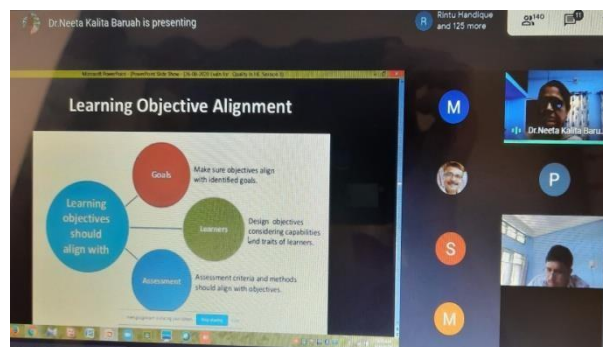 Dr.Neeta Kalita Baruah is presenting
R
Rintu Handique
and 125 more
140
11
Learning Objective Alignment
Goals
Make sure objectives align
with identified goals.
Learning
objectives
should
align with
Learners
Design objectives
considering capabilities
and traits of learners.
Assessment
Assessment criteria and methods
should align with objectives.
M
Dr.Neeta Kalita Baru...
P
S
M